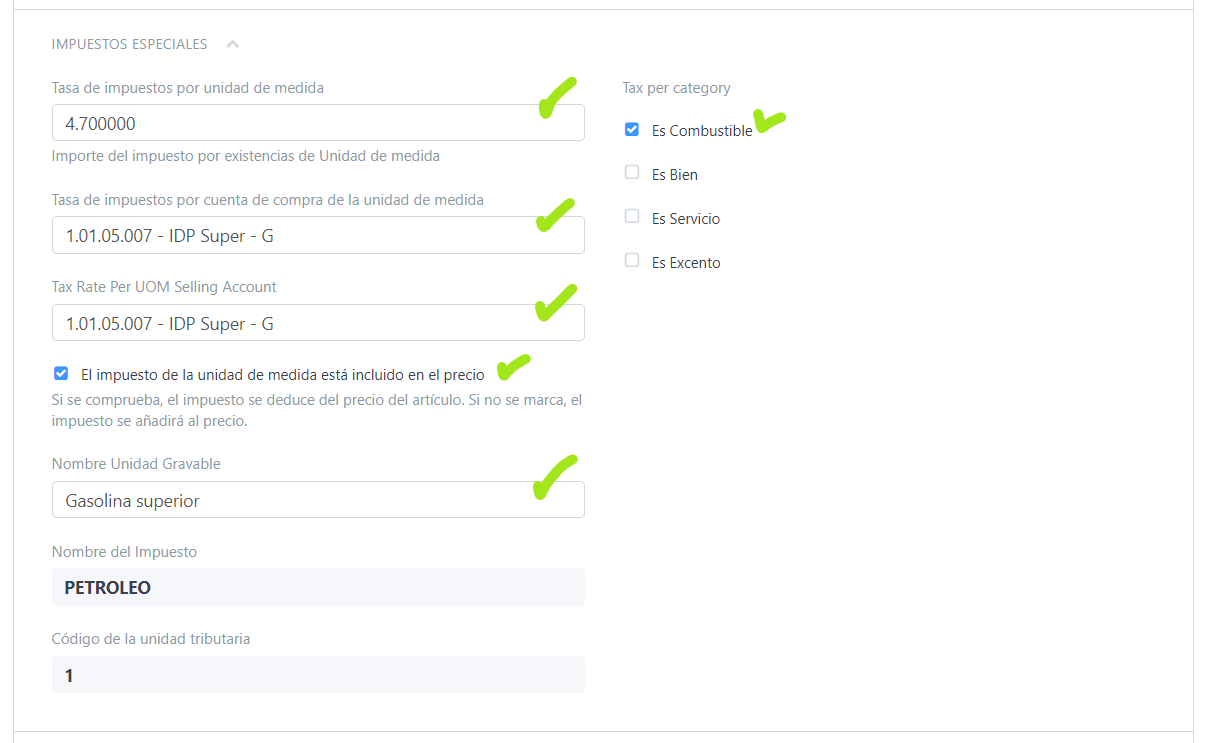 IMPUESTOS ESPECIALES
Tasa de impuestos por unidad de medida
4.700000
Importe del impuesto por existencias de Unidad de medida
Tasa de impuestos por cuenta de compra de la unidad de medida
1.01.05.007 - IDP Super - G
Tax Rate Per UOM Selling Account
1.01.05.007 - IDP Super - G
El impuesto de la unidad de medida está incluido en el precio
Si se comprueba, el impuesto se deduce del precio del artículo. Si no se marca, el
impuesto se añadirá al precio.
Nombre Unidad Gravable
Gasolina superior
Nombre del Impuesto
PETROLEO
Código de la unidad tributaria
1
Tax per category
Es Combustible
Es Bien
Es Servicio
Es Excento